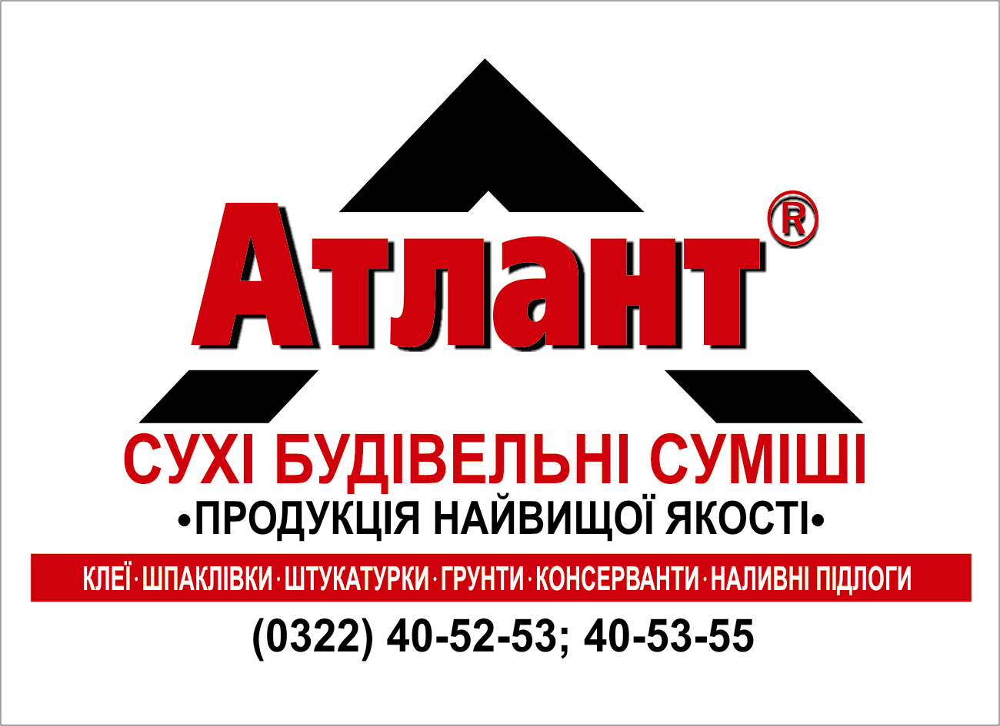 Атлант®
СУХІ БУДІВЕЛЬНІ СУМІШІ
•ПРОДУКЦІЯ НАЙВИЩОЇ ЯКОСТІ•
КЛЕЇ·ШПАКЛІВКИ·ШТУКАТУРКИ·ГРУНТИ·КОНСЕРВАНТИ·НАЛИВНІ ПІДЛОГИ
(0322) 40-52-53; 40-53-55